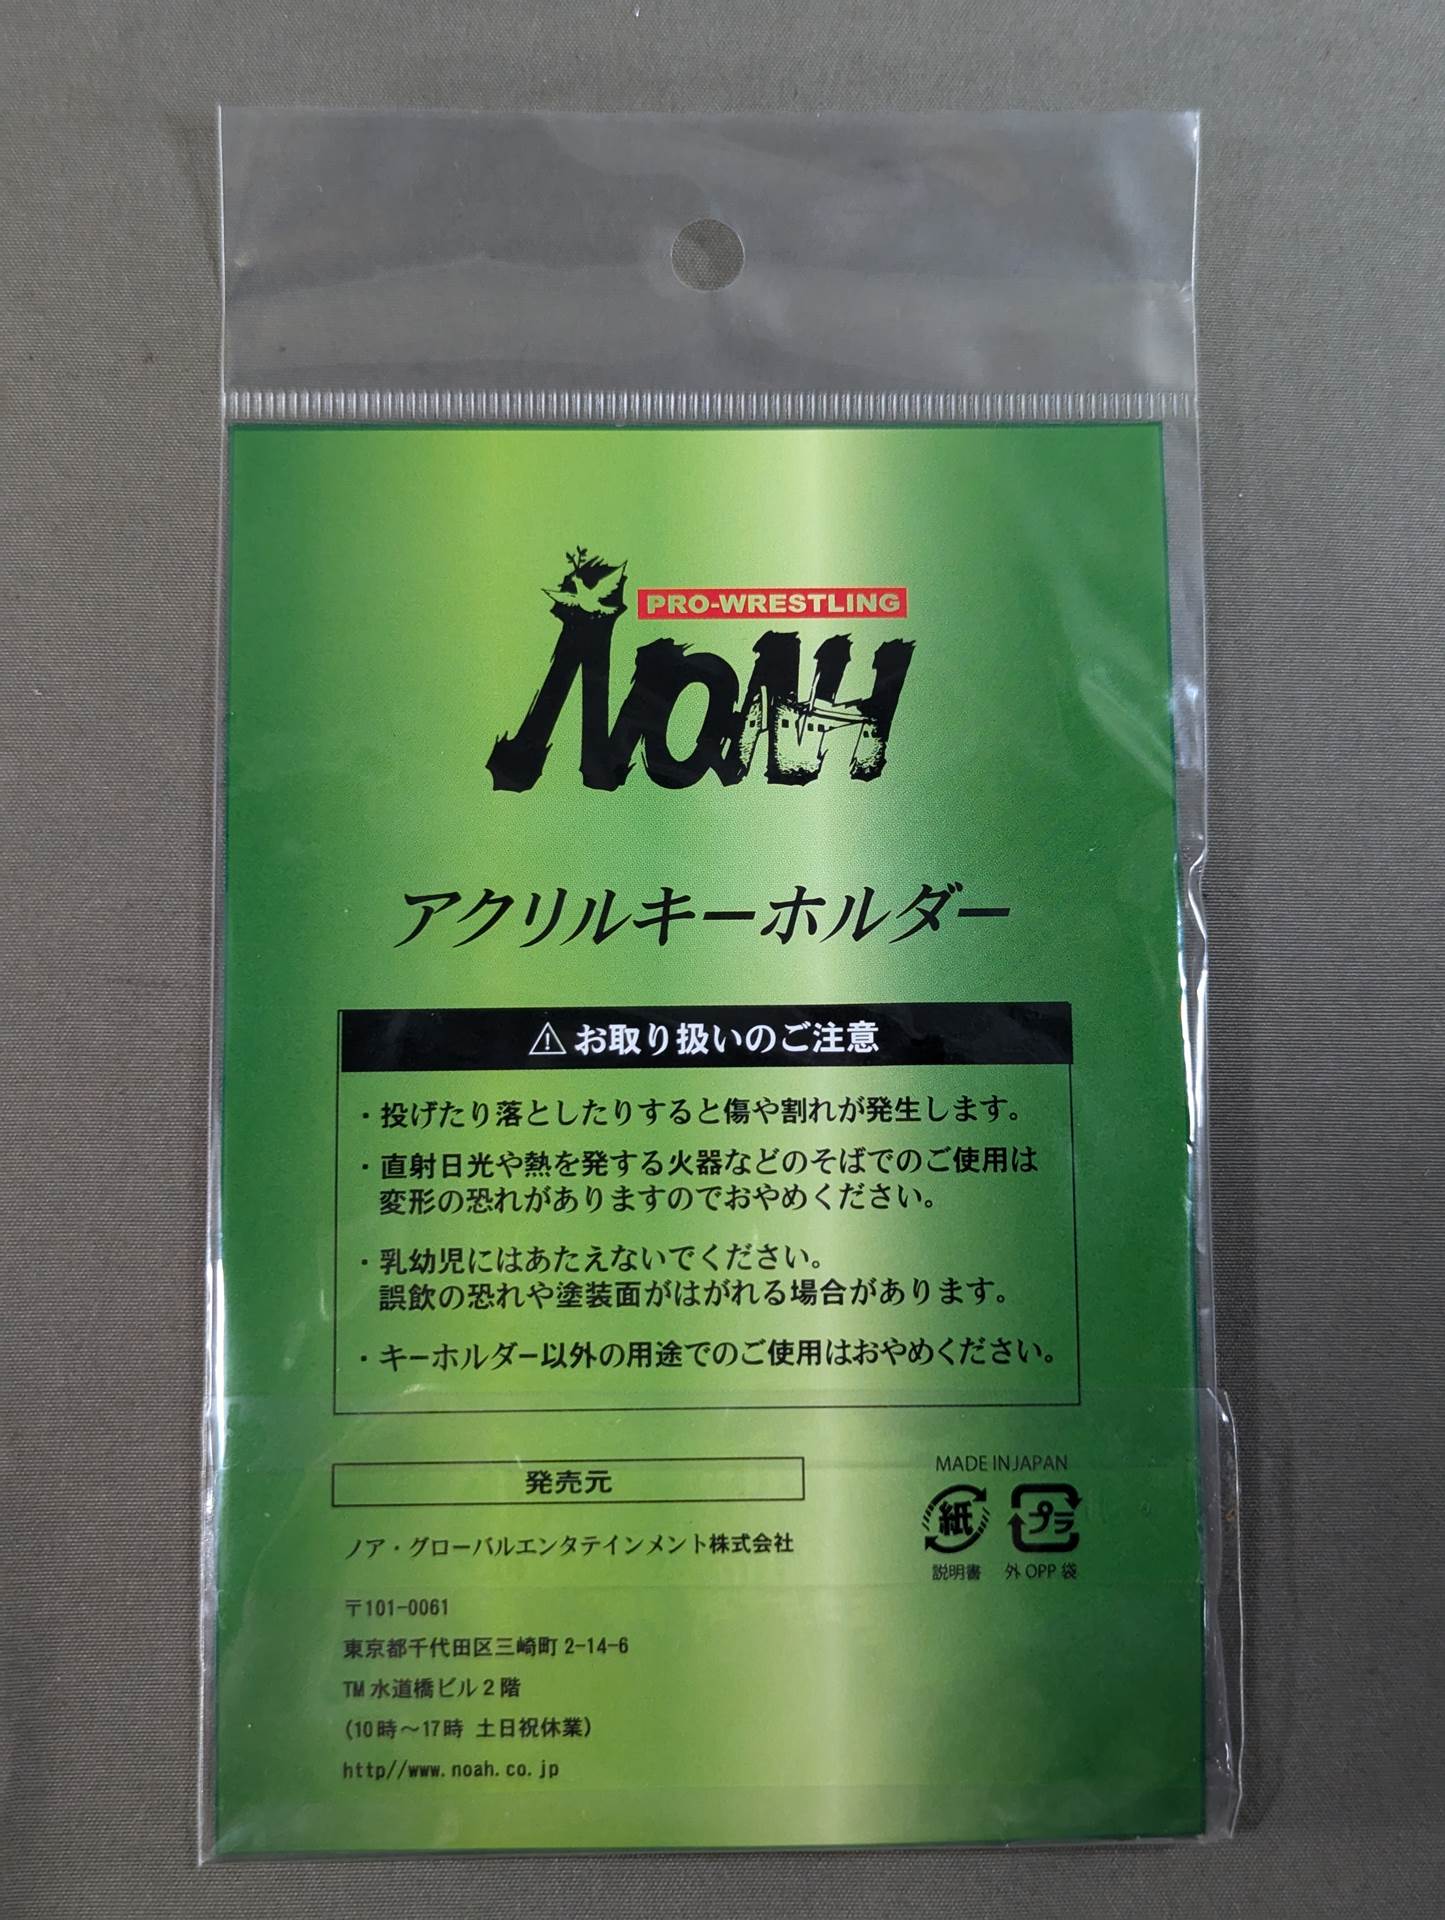 PRO-WRESTLING
NOAH
アクリルキーホルダー
⚠お取り扱いのご注意
・投げたり落としたりすると傷や割れが発生します。
・直射日光や熱を発する火器などのそばでのご使用は
変形の恐れがありますのでおやめください。
・乳幼児にはあたえないでください。
誤飲の恐れや塗装面がはがれる場合があります。
・キーホルダー以外の用途でのご使用はおやめください。
発売元
ノア・グローバルエンタテインメント株式会社
〒101-0061
東京都千代田区三崎町2-14-6
TM水道橋ビル2階
(10時～17時 土日祝休業)
http//www.noah.co.jp
MADE IN JAPAN
紙 プラ
説明書 外OPP袋